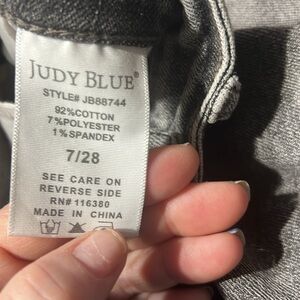 JUDY BLUE®
STYLE# JB88744
92%COTTON
7%POLYESTER
1%SPANDEX
7/28
SEE CARE ON
REVERSE SIDE
RN# 116380
MADE IN CHINA